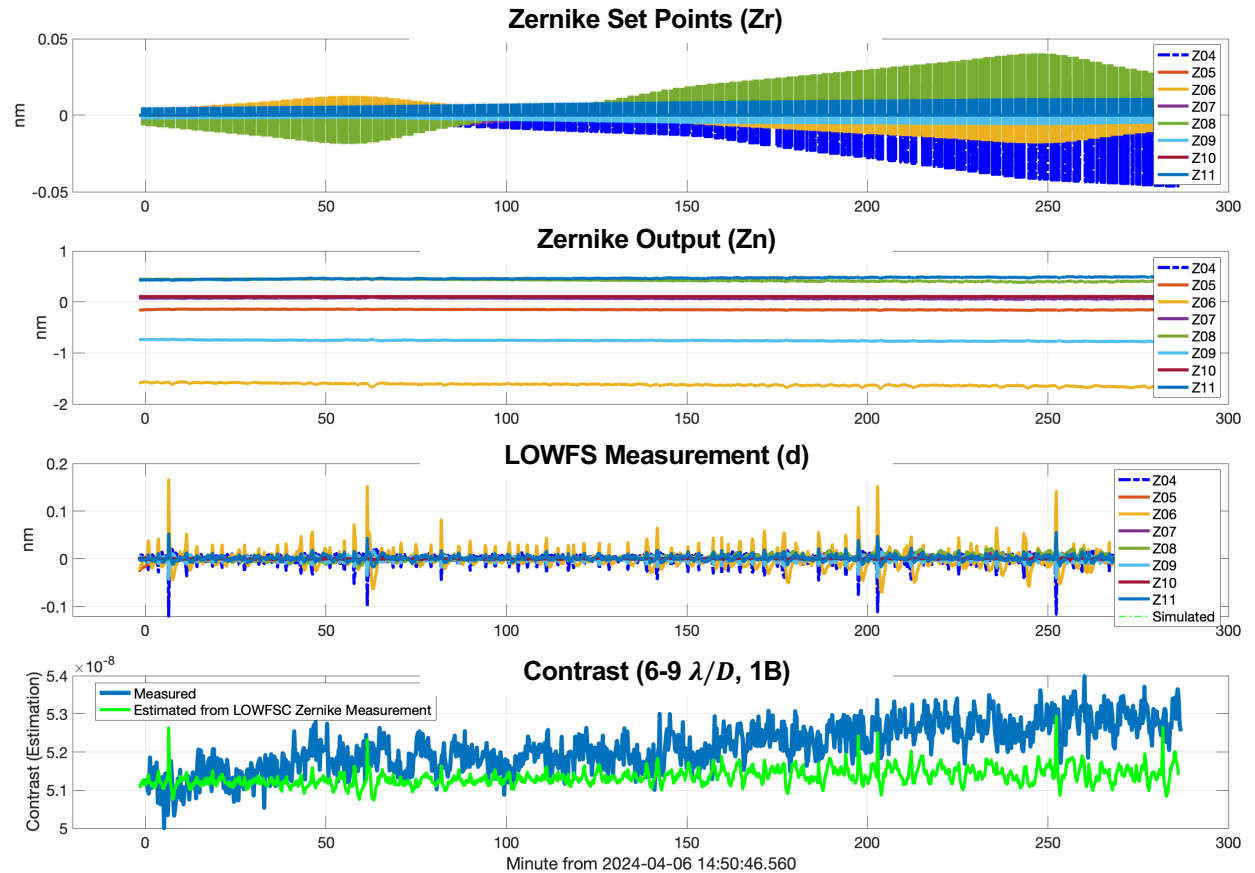 Zernike Set Points (Zr)
0.05
0
-0.05
nm
Z04
Z05
Z06
Z07
Z08
Z09
Z10
Z11
0 50 100 150 200 250 300
Zernike Output (Zn)
1
0
-1
-2
nm
Z04
Z05
Z06
Z07
Z08
Z09
Z10
Z11
0 50 100 150 200 250 300
LOWFS Measurement (d)
0.2
0.1
0
-0.1
nm
Z04
Z05
Z06
Z07
Z08
Z09
Z10
Z11
Simulated
0 50 100 150 200 250 300
Contrast (6-9 𝝀/𝑫, 1B)
×10⁻⁸
5.4
5.3
5.2
5.1
5
Contrast (Estimation)
Measured
Estimated from LOWFSC Zernike Measurement
0 50 100 150 200 250 300
Minute from 2024-04-06 14:50:46.560